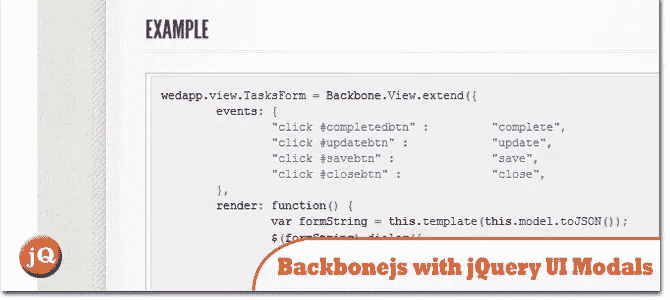 EXAMPLE
wedapp.view.TasksForm = Backbone.View.extend({
events: {
"click #completedbtn" : "complete",
"click #updatebtn" : "update",
"click #savebtn" : "save",
"click #closebtn" : "close",
},
render: function() {
var formString = this.template(this.model.toJSON());
$(formString).dialog({
jQ
Backbonejs with jQuery UI Modals